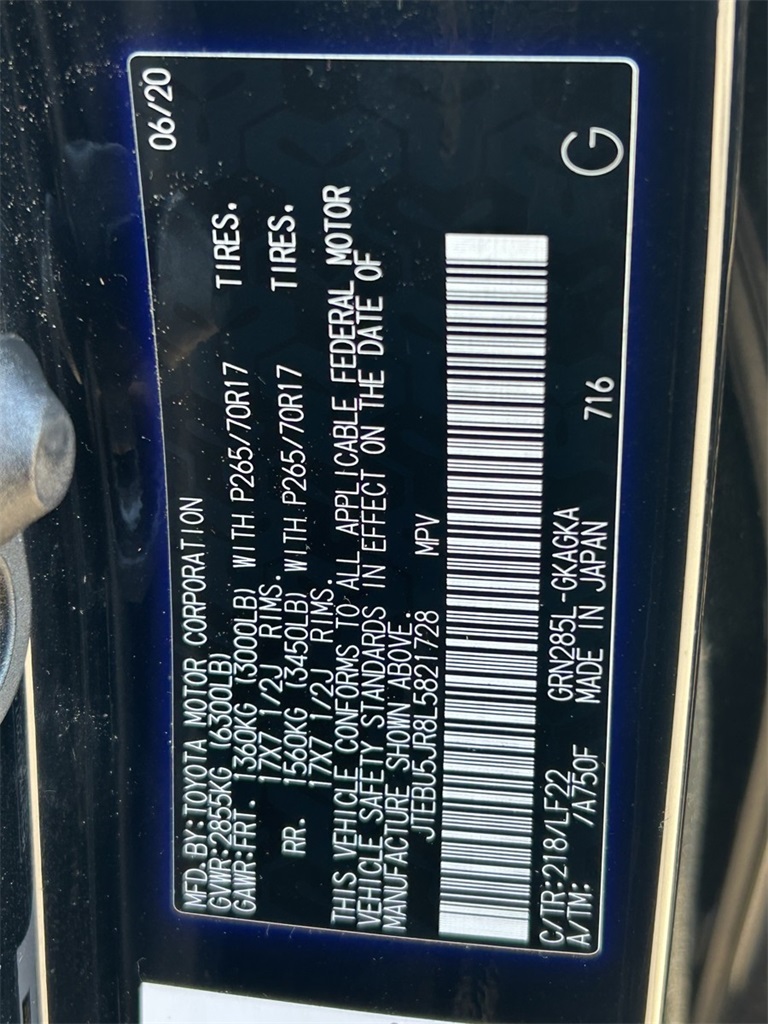 MFD.BY:TOYOTA MOTOR CORPORATION 06/20
GVWR:2855KG (6300LB)
GAWR:FRT. 1360KG (3000LB) WITH P265/70R17 TIRES.
17X7 1/2J RIMS.
RR. 1560KG (3450LB) WITH P265/70R17 TIRES.
17X7 1/2J RIMS.
THIS VEHICLE CONFORMS TO ALL APPLICABLE FEDERAL MOTOR
VEHICLE SAFETY STANDARDS IN EFFECT ON THE DATE OF
MANUFACTURE SHOWN ABOVE.
JTEBU5JR8L5821728 MPV
C/TR:218/LF22 GRN285L-GKAGKA
A/TM: /A750F MADE IN JAPAN 716 G